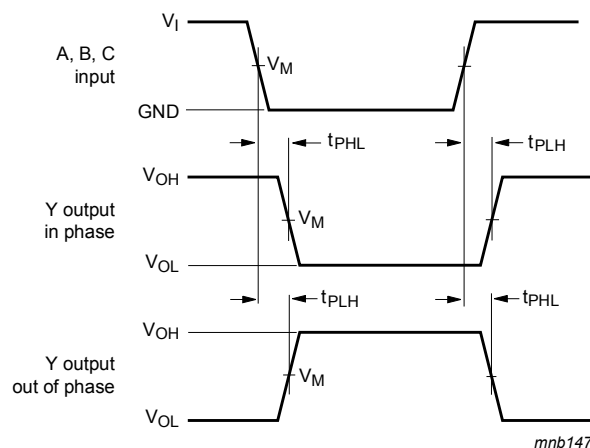 VI
A, B, C
input
VM
GND
tPHL
tPLH
VOH
Y output
in phase
VM
VOL
tPLH
tPHL
VOH
Y output
out of phase
VM
VOL
mnb147